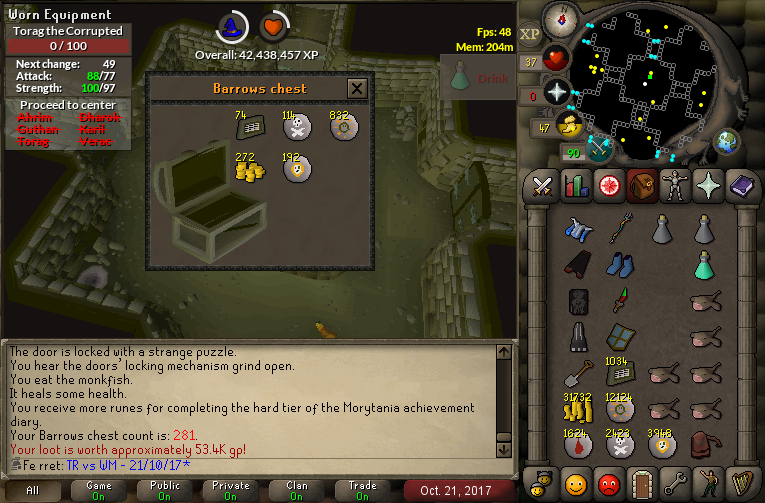 Worn Equipment
Torag the Corrupted
0 / 100
Next change: 49
Attack: 88/77
Strength: 100/97
Proceed to center
Ahrim Dharok
Guthan Karil
Torag Verac
Overall: 42,438,457 XP
Fps: 48
Mem: 204m
Drink
XP
37
0
47
90
Barrows chest
74 114 832
272 192
1034
31732 12124
1624 2423 3948
The door is locked with a strange puzzle.
You hear the doors' locking mechanism grind open.
You eat the monkfish.
It heals some health.
You receive more runes for completing the hard tier of the Morytania achievement
diary.
Your Barrows chest count is: 281.
Your loot is worth approximately 53.4K gp!
Fe rret: TR vs WM - 21/10/17*
All
Game
On
Public
On
Private
On
Clan
On
Trade
On
Oct. 21, 2017